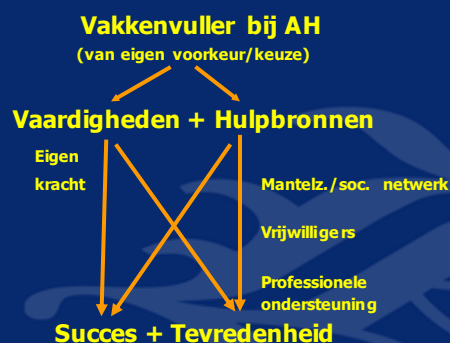 Vakkenvuller bij AH
(van eigen voorkeur/keuze)
Vaardigheden + Hulpbronnen
Eigen
kracht
Mantelz./soc. netwerk
Vrijwilligers
Professionele
ondersteuning
Succes + Tevredenheid